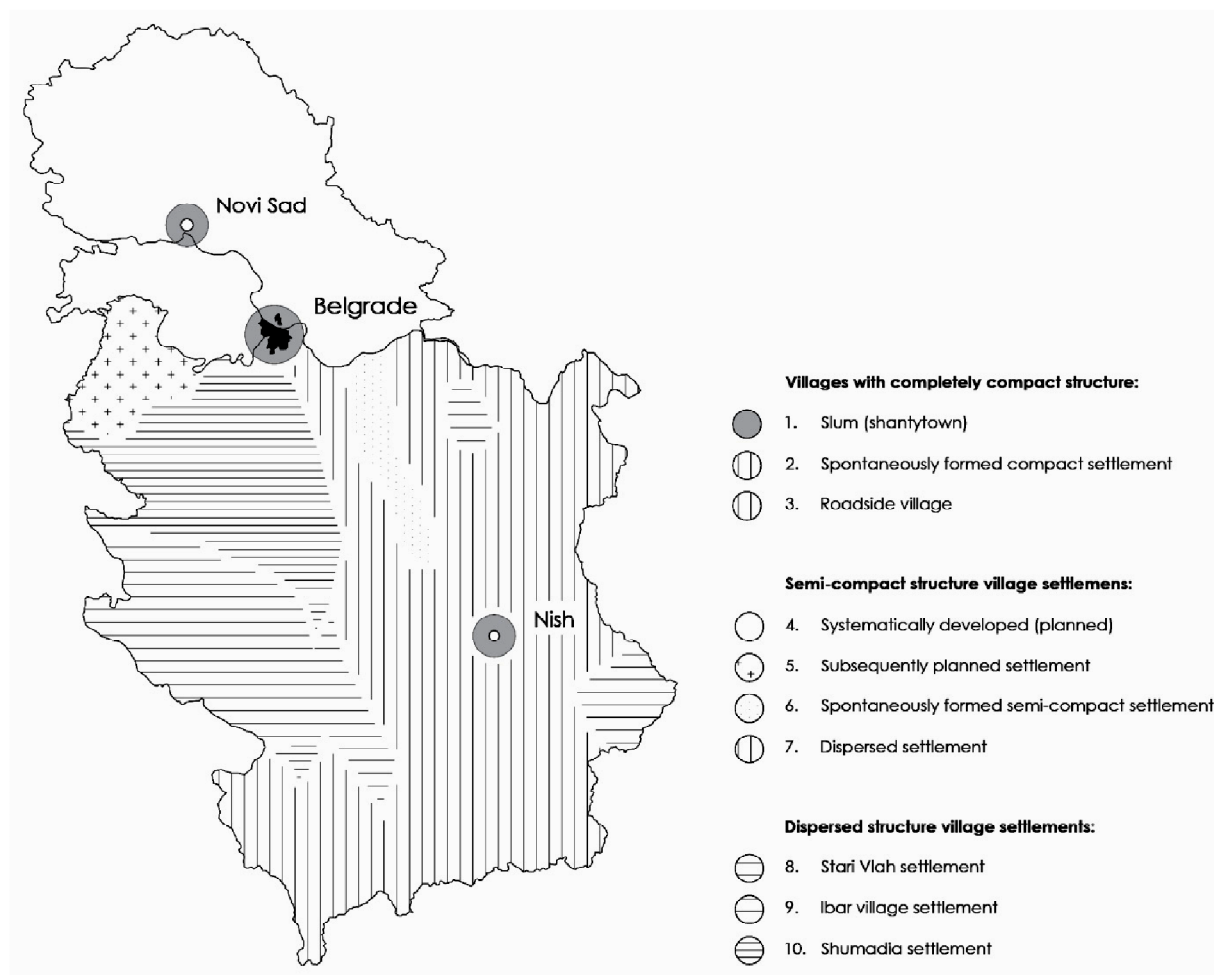 Novi Sad
Belgrade
Nish
Villages with completely compact structure:
1. Slum (shantytown)
2. Spontaneously formed compact settlement
3. Roadside village
Semi-compact structure village settlemens:
4. Systematically developed (planned)
5. Subsequently planned settlement
6. Spontaneously formed semi-compact settlement
7. Dispersed settlement
Dispersed structure village settlements:
8. Stari Vlah settlement
9. Ibar village settlement
10. Shumadia settlement